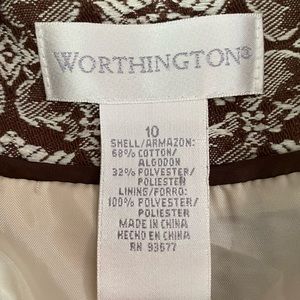 WORTHINGTON®
10
SHELL/ARMAZON:
68% COTTON/
ALGODON
32% POLYESTER/
POLIESTER
LINING/FORRO:
100% POLYESTER/
POLIESTER
MADE IN CHINA
HECHO EN CHINA
RN 93677